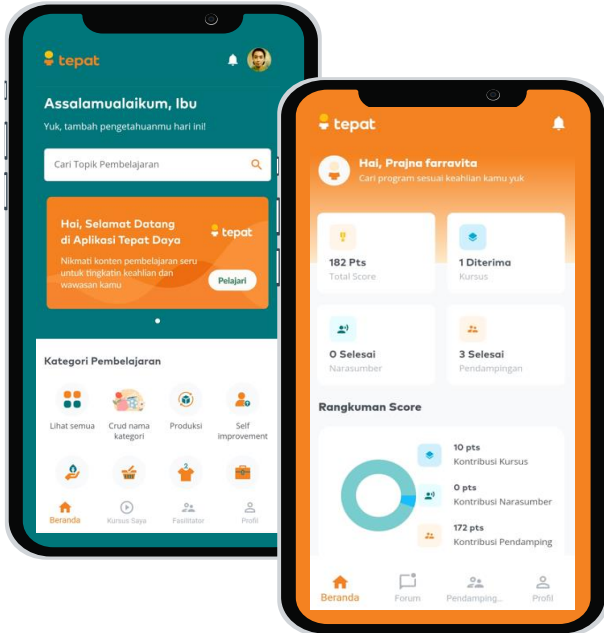 tepat
Assalamualaikum, Ibu
Yuk, tambah pengetahuanmu hari ini!
Cari Topik Pembelajaran
Hai, Selamat Datang
di Aplikasi Tepat Daya
tepat
Nikmati konten pembelajaran seru
untuk tingkatin keahlian dan
wawasan kamu
Pelajari
Kategori Pembelajaran
Lihat semua
Crud nama
kategori
Produksi
Self
improvement
Beranda
Kursus Saya
Fasilitator
Profil
tepat
Hai, Prajna farravita
Cari program sesuai keahlian kamu yuk
182 Pts
Total Score
1 Diterima
Kursus
0 Selesai
Narasumber
3 Selesai
Pendampingan
Rangkuman Score
10 pts
Kontribusi Kursus
0 pts
Kontribusi Narasumber
172 pts
Kontribusi Pendamping
Beranda
Forum
Pendamping..
Profil